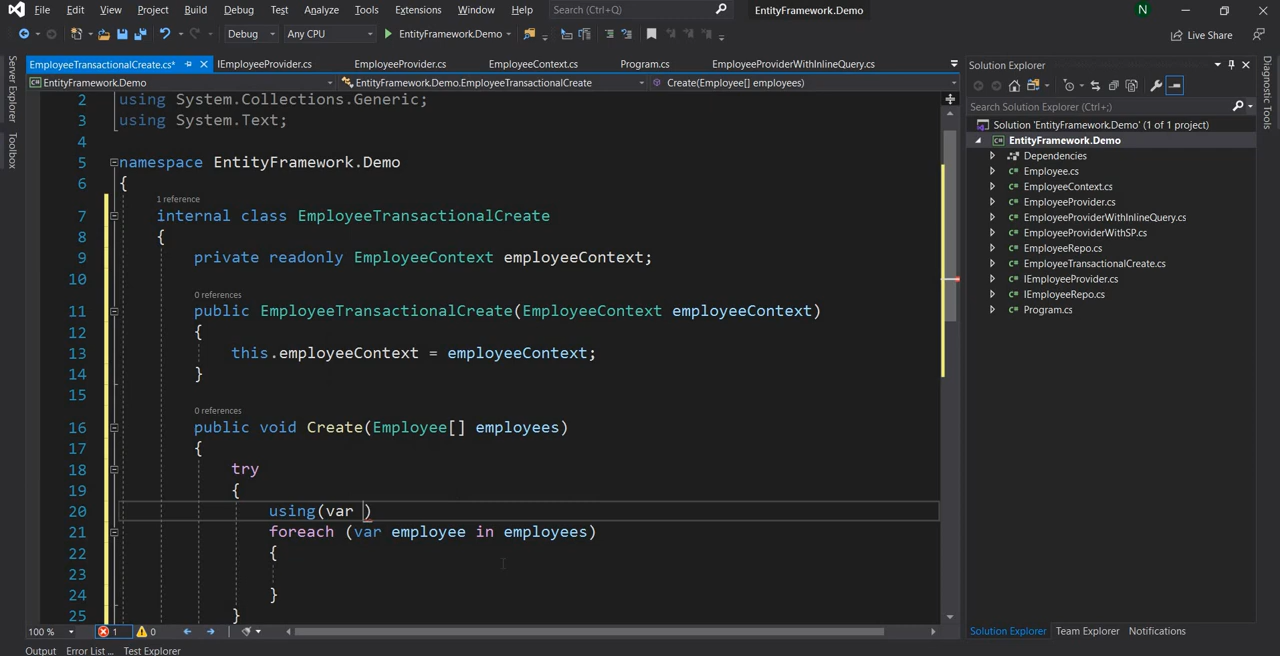 File Edit View Project Build Debug Test Analyze Tools Extensions Window Help Search (Ctrl+Q) EntityFramework.Demo N
Debug Any CPU EntityFramework.Demo Live Share
EmployeeTransactionalCreate.cs* IEmployeeProvider.cs EmployeeProvider.cs EmployeeContext.cs Program.cs EmployeeProviderWithInlineQuery.cs
EntityFramework.Demo EntityFramework.Demo.EmployeeTransactionalCreate Create(Employee[] employees)
Server Explorer
Toolbox
2 using System.Collections.Generic;
3 using System.Text;
4
5 namespace EntityFramework.Demo
6 {
1 reference
7 internal class EmployeeTransactionalCreate
8 {
9 private readonly EmployeeContext employeeContext;
10
0 references
11 public EmployeeTransactionalCreate(EmployeeContext employeeContext)
12 {
13 this.employeeContext = employeeContext;
14 }
15
0 references
16 public void Create(Employee[] employees)
17 {
18 try
19 {
20 using(var )
21 foreach (var employee in employees)
22 {
23
24 }
25 }
100 % 1 0
Output Error List ... Test Explorer
Solution Explorer
Search Solution Explorer (Ctrl+;)
Solution 'EntityFramework.Demo' (1 of 1 project)
C# EntityFramework.Demo
Dependencies
C# Employee.cs
C# EmployeeContext.cs
C# EmployeeProvider.cs
C# EmployeeProviderWithInlineQuery.cs
C# EmployeeProviderWithSP.cs
C# EmployeeRepo.cs
C# EmployeeTransactionalCreate.cs
C# IEmployeeProvider.cs
C# IEmployeeRepo.cs
C# Program.cs
Solution Explorer Team Explorer Notifications
Diagnostic Tools